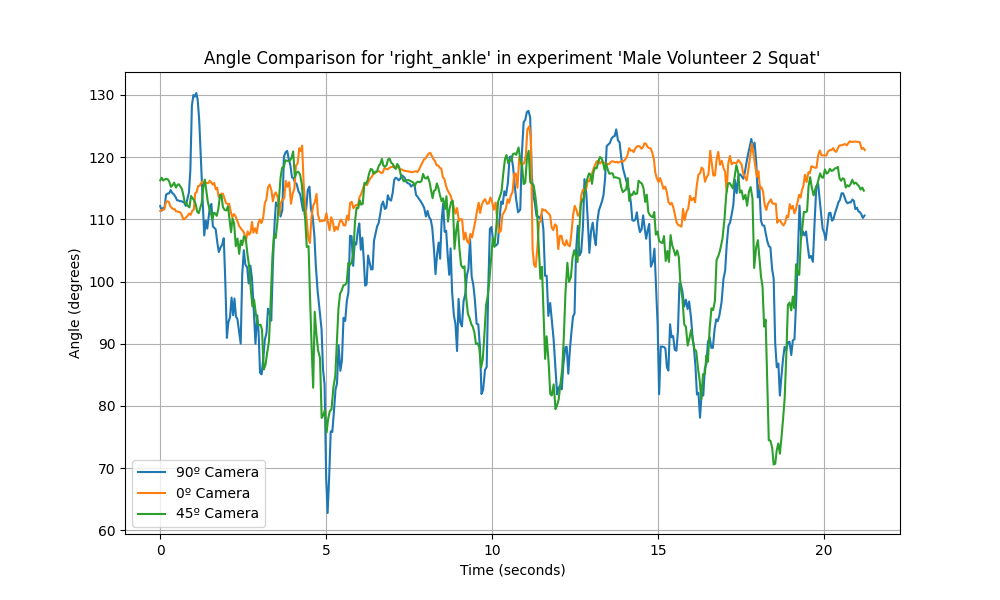 Angle Comparison for 'right_ankle' in experiment 'Male Volunteer 2 Squat'
130
120
110
100
90
80
70
60
Angle (degrees)
90º Camera
0º Camera
45º Camera
0 5 10 15 20
Time (seconds)